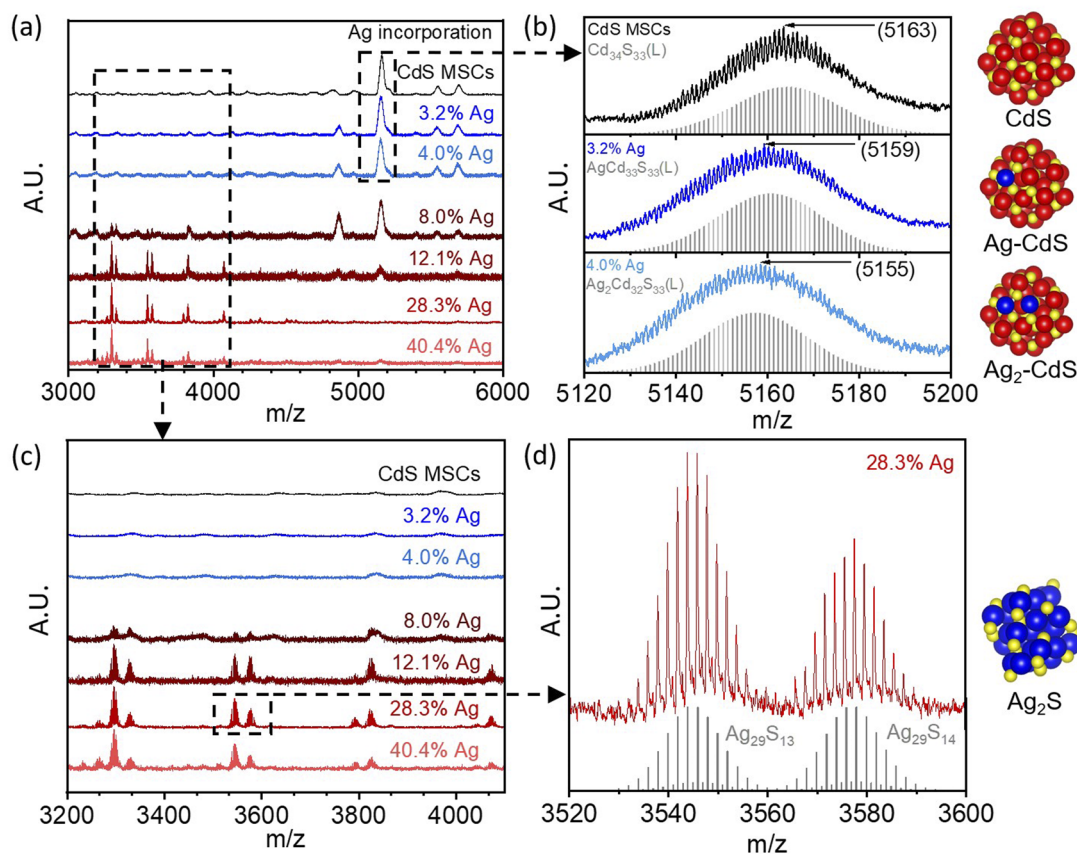 (a)
Ag incorporation
CdS MSCs
3.2% Ag
4.0% Ag
8.0% Ag
12.1% Ag
28.3% Ag
40.4% Ag
A.U.
3000 4000 5000 6000
m/z
(b)
CdS MSCs
Cd34S33(L)
(5163)
3.2% Ag
AgCd33S33(L)
(5159)
4.0% Ag
Ag2Cd32S33(L)
(5155)
A.U.
5120 5140 5160 5180 5200
m/z
CdS
Ag-CdS
Ag2-CdS
(c)
CdS MSCs
3.2% Ag
4.0% Ag
8.0% Ag
12.1% Ag
28.3% Ag
40.4% Ag
A.U.
3200 3400 3600 3800 4000
m/z
(d)
28.3% Ag
Ag29S13
Ag29S14
A.U.
3520 3540 3560 3580 3600
m/z
Ag2S